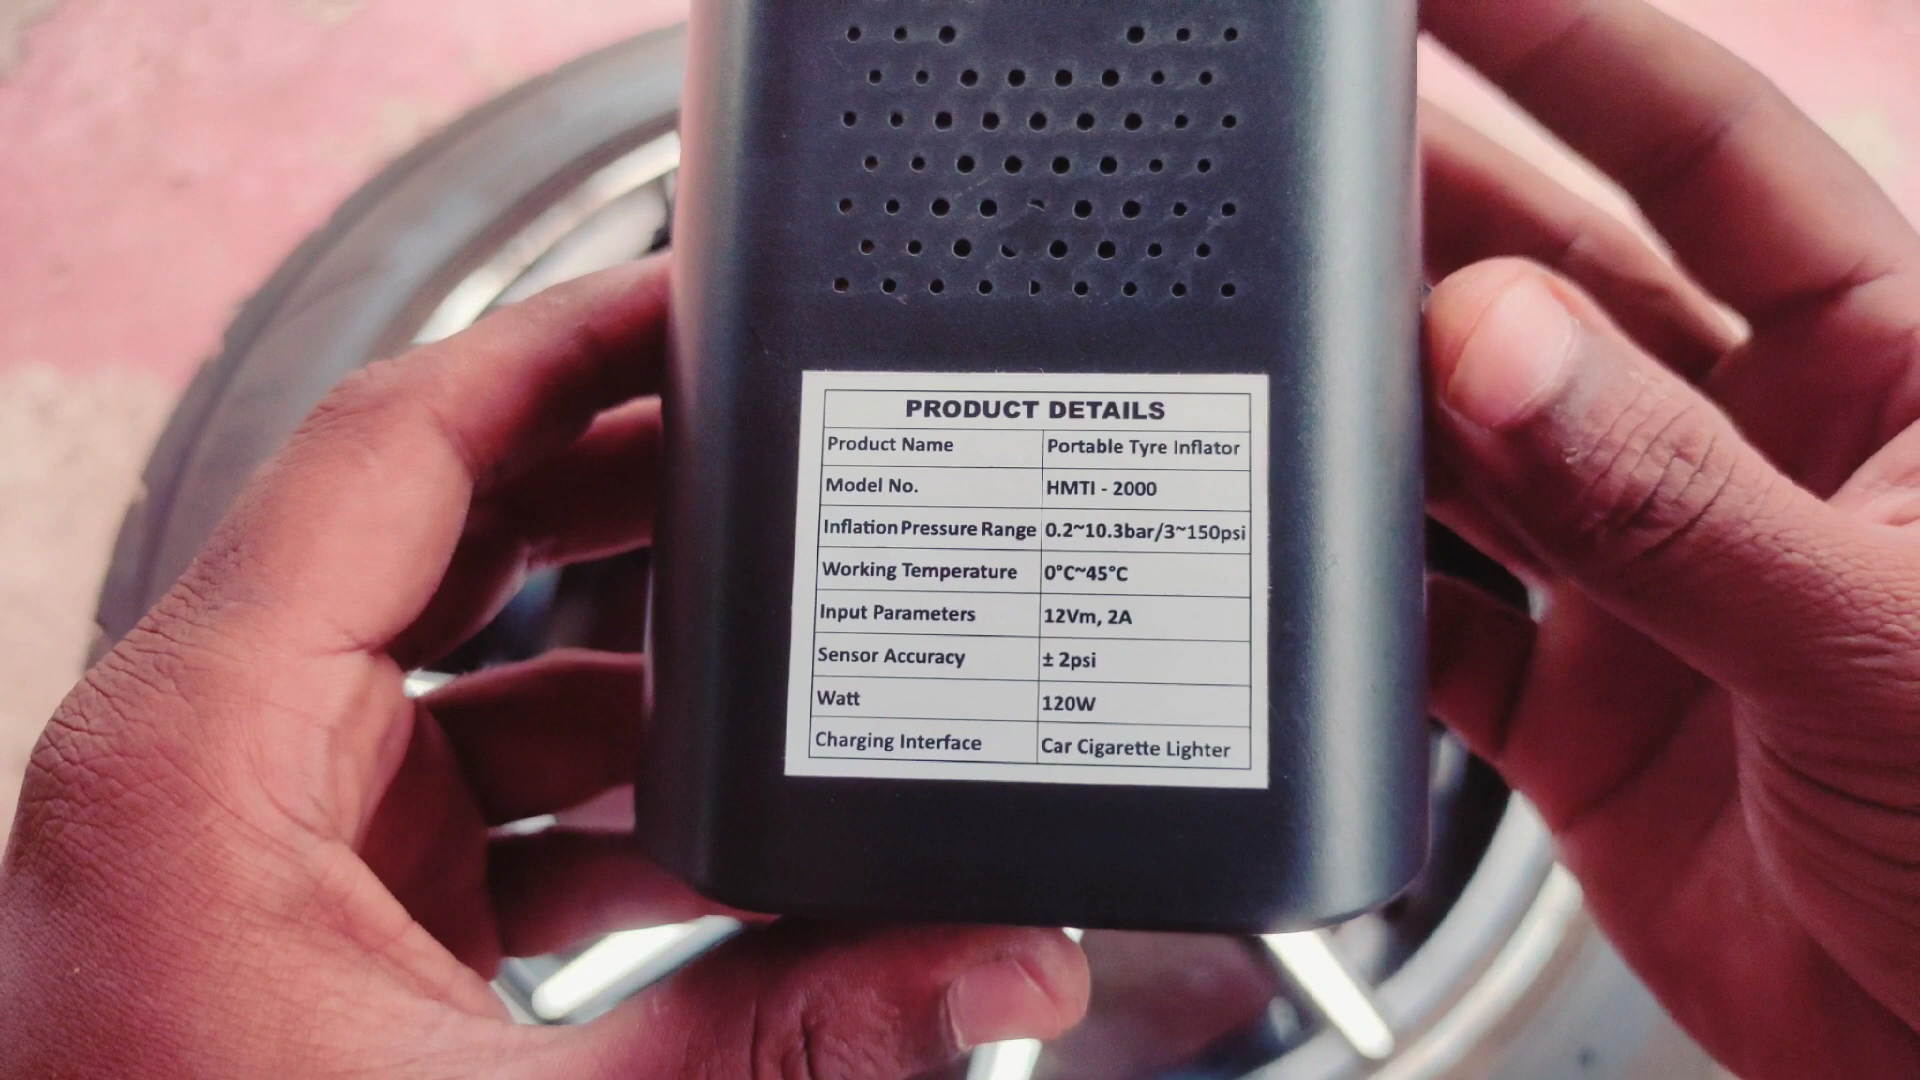 PRODUCT DETAILS
Product Name Portable Tyre Inflator
Model No. HMTI - 2000
Inflation Pressure Range 0.2~10.3bar/3~150psi
Working Temperature 0°C~45°C
Input Parameters 12Vm, 2A
Sensor Accuracy ± 2psi
Watt 120W
Charging Interface Car Cigarette Lighter